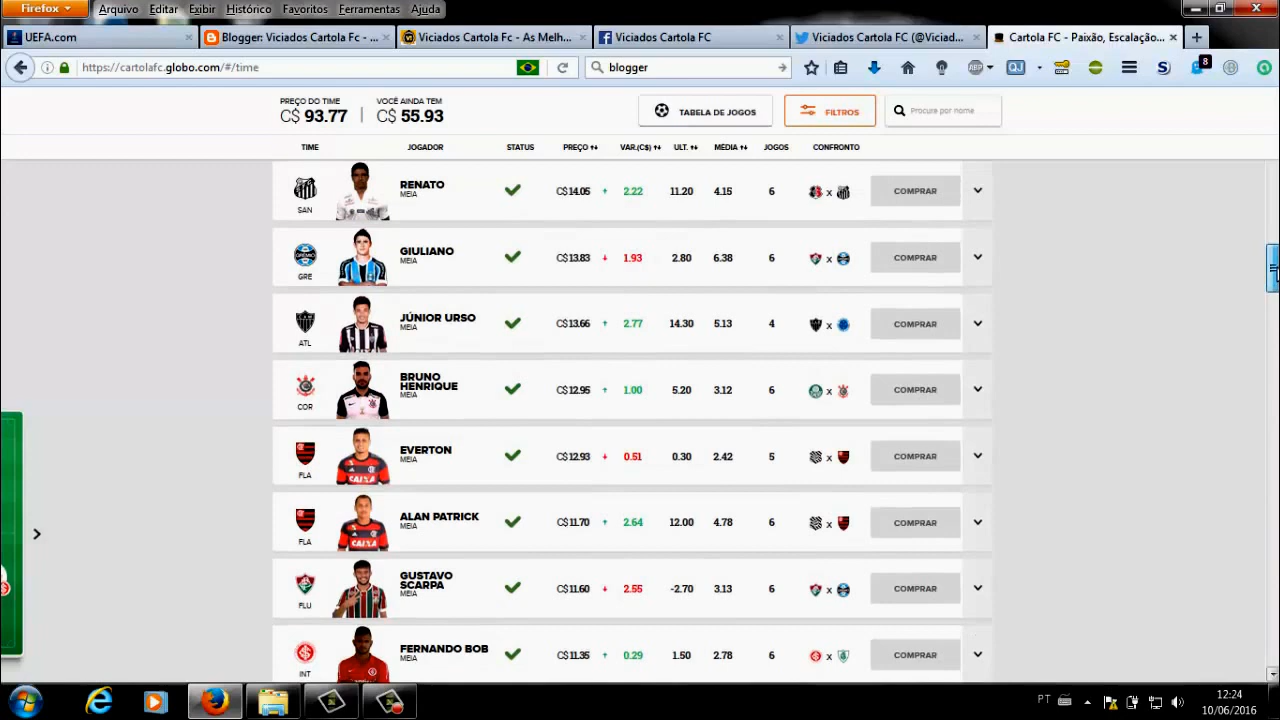 Firefox Arquivo Editar Exibir Histórico Favoritos Ferramentas Ajuda
UEFA.com Blogger: Viciados Cartola Fc - ... Viciados Cartola Fc - As Melh... Viciados Cartola FC Viciados Cartola FC (@Viciad... Cartola FC - Paixão, Escalação,...
https://cartolafc.globo.com/#/time blogger ABP 8
PREÇO DO TIME VOCÊ AINDA TEM
C$ 93.77 C$ 55.93 TABELA DE JOGOS FILTROS Procure por nome
TIME JOGADOR STATUS PREÇO VAR.(C$) ULT. MÉDIA JOGOS CONFRONTO
SAN RENATO MEIA C$ 14.05 2.22 11.20 4.15 6 x COMPRAR
GRE GIULIANO MEIA C$ 13.83 1.93 2.80 6.38 6 x COMPRAR
ATL JÚNIOR URSO MEIA C$ 13.66 2.77 14.30 5.13 4 x COMPRAR
COR BRUNO HENRIQUE MEIA C$ 12.95 1.00 5.20 3.12 6 x COMPRAR
FLA EVERTON MEIA C$ 12.93 0.51 0.30 2.42 5 x COMPRAR
FLA ALAN PATRICK MEIA C$ 11.70 2.64 12.00 4.78 6 x COMPRAR
FLU GUSTAVO SCARPA MEIA C$ 11.60 2.55 -2.70 3.13 6 x COMPRAR
INT FERNANDO BOB MEIA C$ 11.35 0.29 1.50 2.78 6 x COMPRAR
PT 12:24
10/06/2016